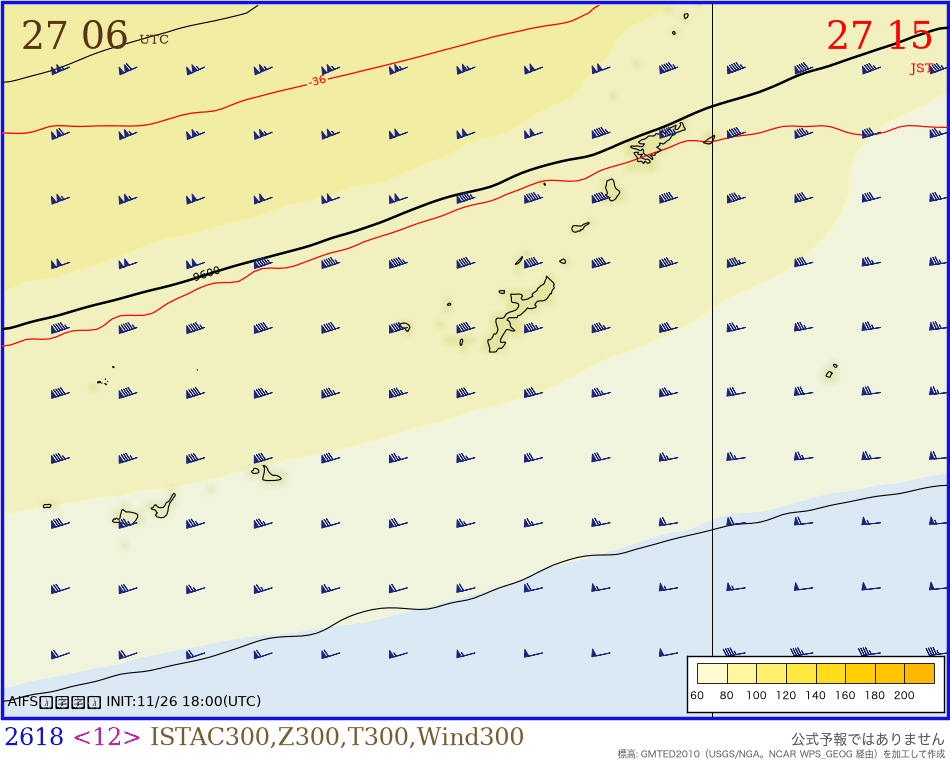 27 06 UTC
27 15
JST
-36
9600
60 80 100 120 140 160 180 200
AIFS INIT:11/26 18:00(UTC)
2618 <12> ISTAC300,Z300,T300,Wind300
公式予報ではありません
標高: GMTED2010（USGS/NGA。NCAR WPS_GEOG 経由）を加工して作成